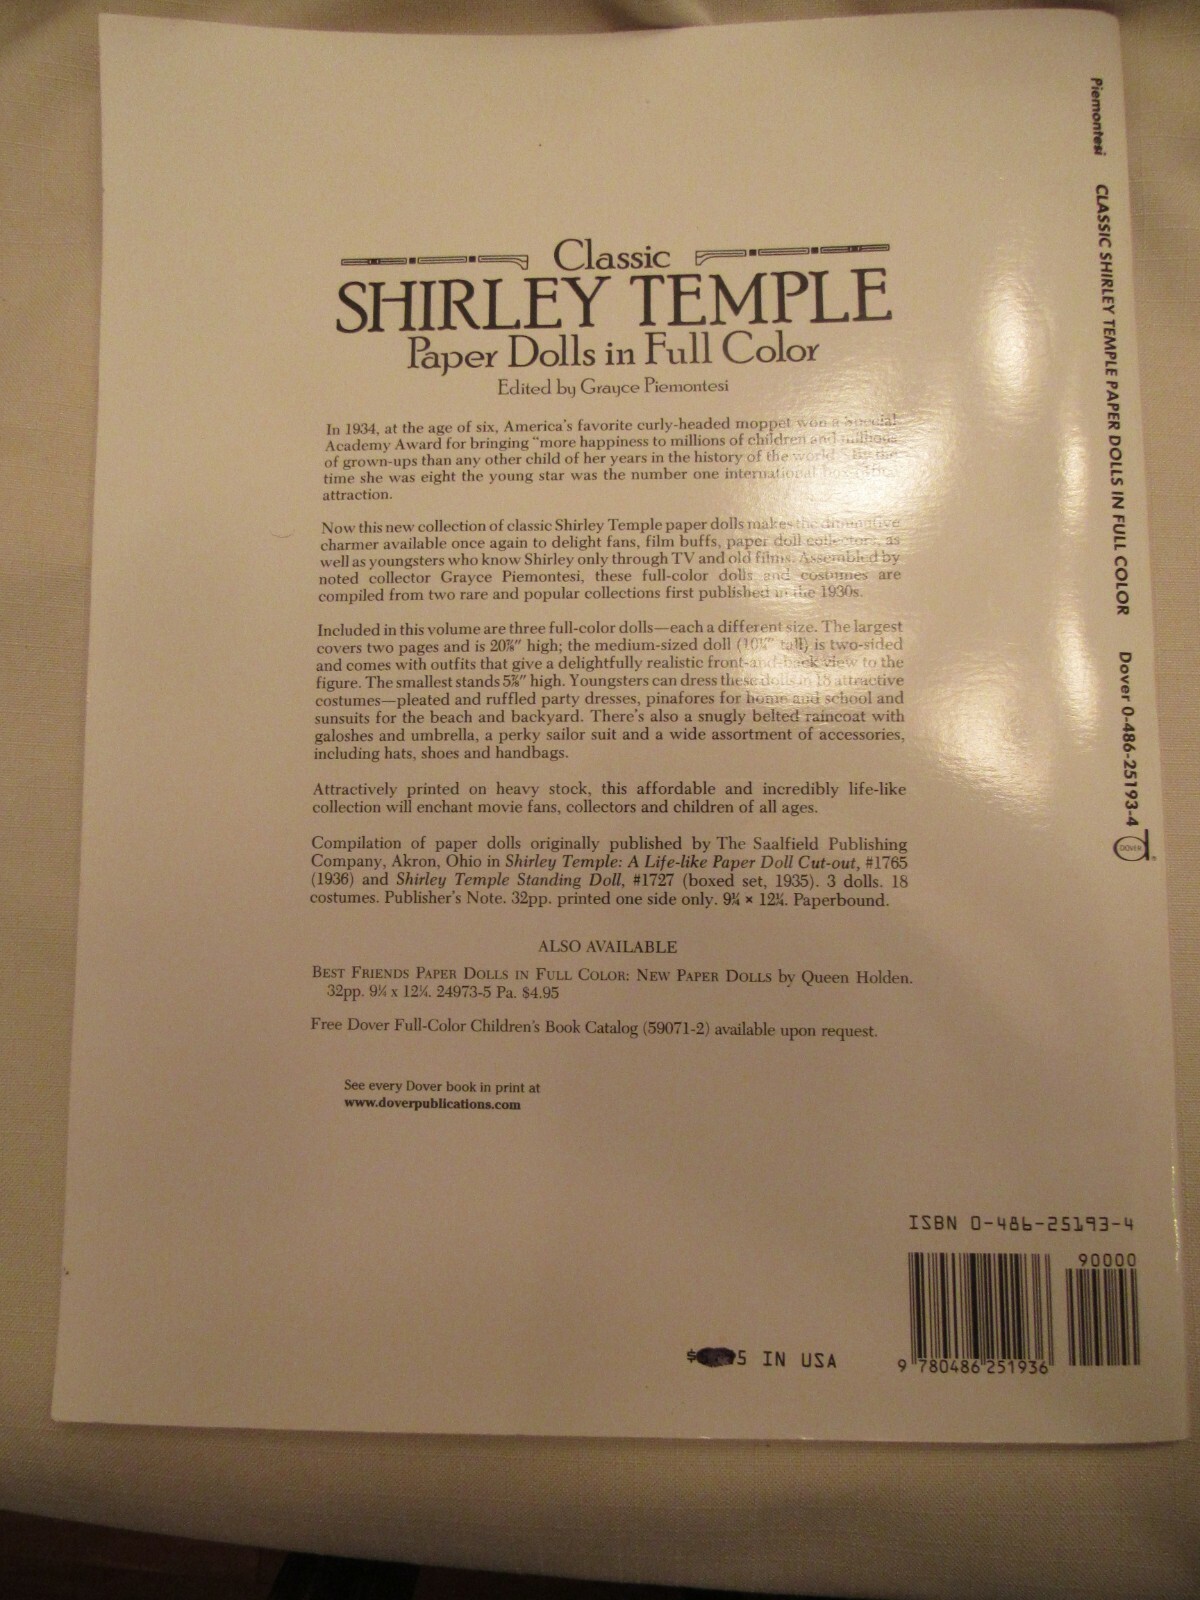 Classic
SHIRLEY TEMPLE
Paper Dolls in Full Color
Edited by Grayce Piemontesi
In 1934, at the age of six, America's favorite curly-headed moppet won a Special
Academy Award for bringing "more happiness to millions of children and millions
of grown-ups than any other child of her years in the history of the world." By the
time she was eight the young star was the number one international box-office
attraction.
Now this new collection of classic Shirley Temple paper dolls makes the diminutive
charmer available once again to delight fans, film buffs, paper doll collectors, as
well as youngsters who know Shirley only through TV and old films. Assembled by
noted collector Grayce Piemontesi, these full-color dolls and costumes are
compiled from two rare and popular collections first published in the 1930s.
Included in this volume are three full-color dolls—each a different size. The largest
covers two pages and is high; the medium-sized doll tall) is two-sided
and comes with outfits that give a delightfully realistic front-and-back view to the
figure. The smallest stands 5⅞" high. Youngsters can dress these dolls in 18 attractive
costumes—pleated and ruffled party dresses, pinafores for home and school and
sunsuits for the beach and backyard. There's also a snugly belted raincoat with
galoshes and umbrella, a perky sailor suit and a wide assortment of accessories,
including hats, shoes and handbags.
Attractively printed on heavy stock, this affordable and incredibly life-like
collection will enchant movie fans, collectors and children of all ages.
Compilation of paper dolls originally published by The Saalfield Publishing
Company, Akron, Ohio in Shirley Temple: A Life-like Paper Doll Cut-out, #1765
(1936) and Shirley Temple Standing Doll, #1727 (boxed set, 1935). 3 dolls. 18
costumes. Publisher's Note. 32pp. printed one side only. 9¼ × 12¼. Paperbound.
ALSO AVAILABLE
BEST FRIENDS PAPER DOLLS IN FULL COLOR: NEW PAPER DOLLS by Queen Holden.
32pp. 9¼ x 12¼. 24973-5 Pa. $4.95
Free Dover Full-Color Children's Book Catalog (59071-2) available upon request.
See every Dover book in print at
www.doverpublications.com
ISBN 0-486-25193-4
90000
9 780486 251936
$ 5 IN USA
Piemontesi CLASSIC SHIRLEY TEMPLE PAPER DOLLS IN FULL COLOR Dover 0-486-25193-4
DOVER